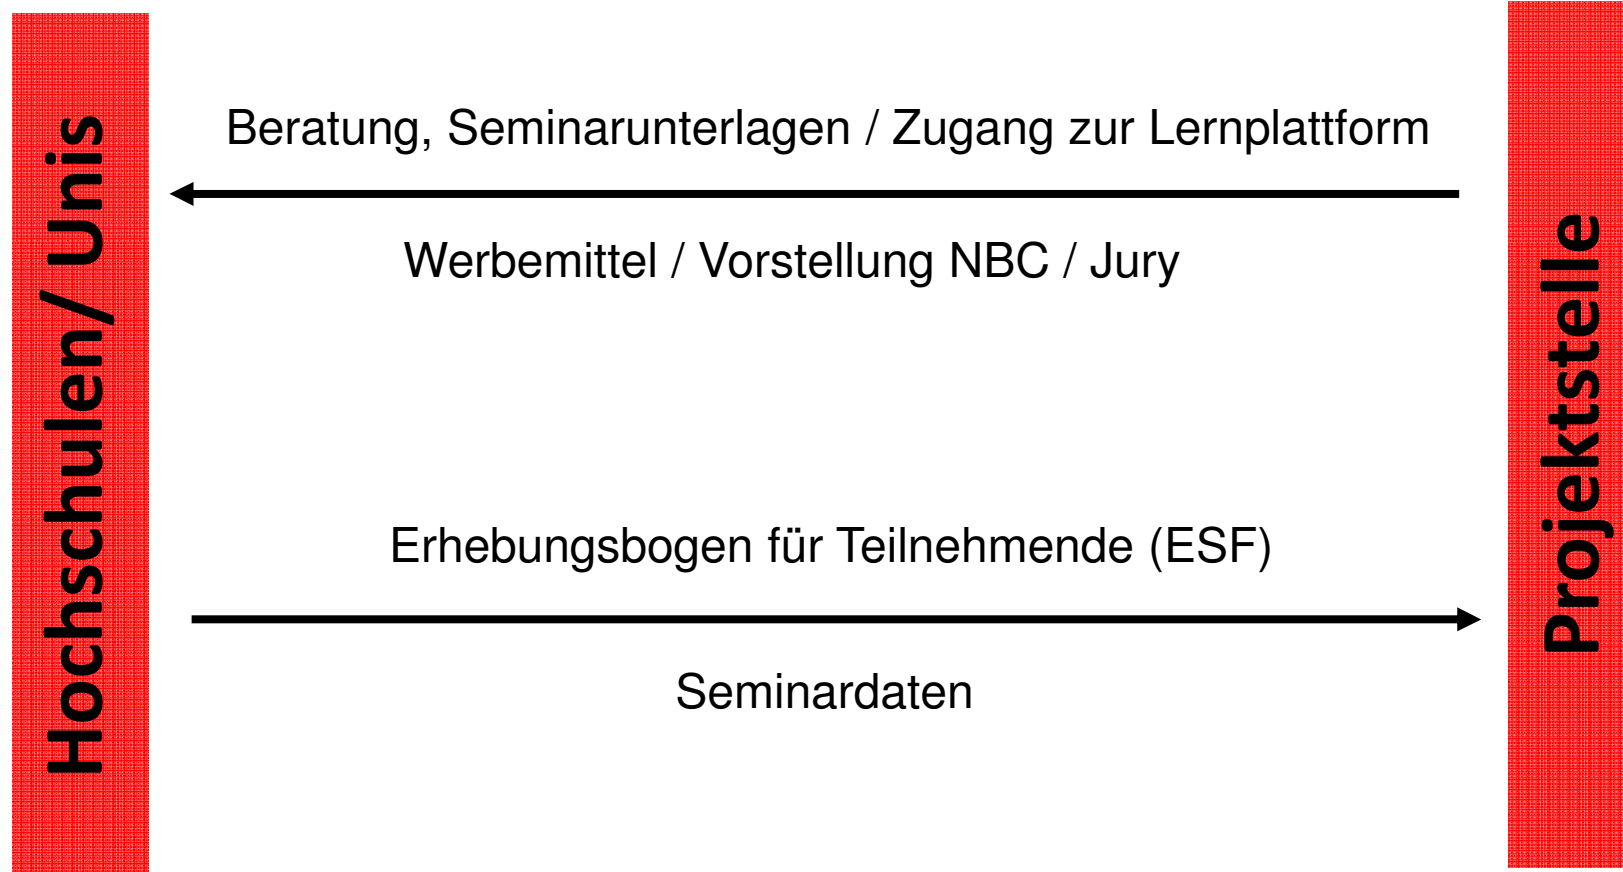 Hochschulen/ Unis
Beratung, Seminarunterlagen / Zugang zur Lernplattform
Werbemittel / Vorstellung NBC / Jury
Erhebungsbogen für Teilnehmende (ESF)
Seminardaten
Projektstelle